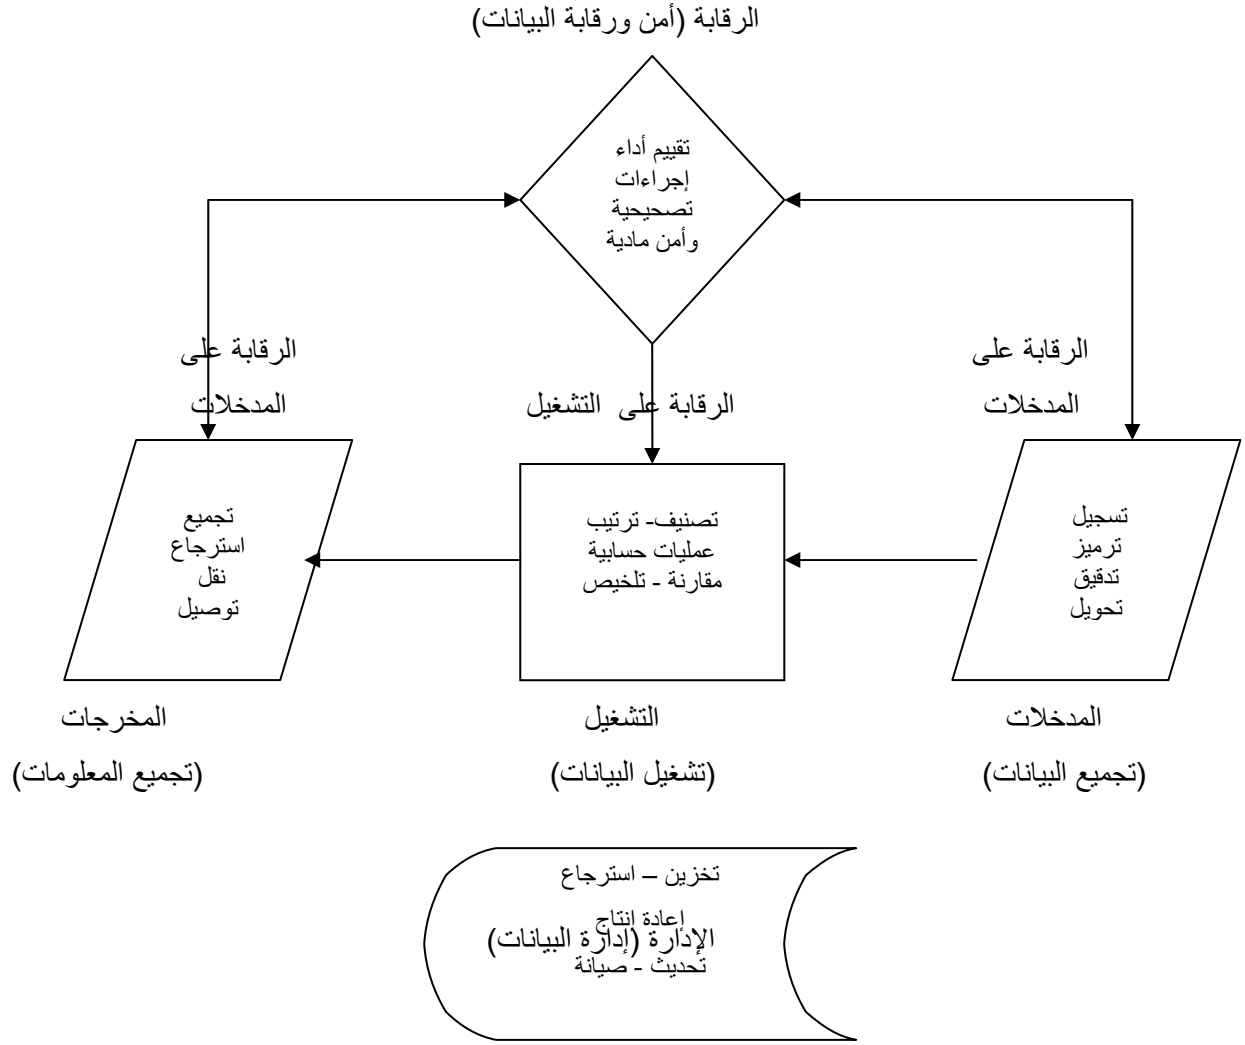 الرقابة (أمن ورقابة البيانات)
تقييم أداء
إجراءات
تصحيحية
وأمن مادية
الرقابة على
المدخلات
الرقابة على التشغيل
الرقابة على
المدخلات
تسجيل
ترميز
تدقيق
تحويل
تصنيف- ترتيب
عمليات حسابية
مقارنة - تلخيص
تجميع
استرجاع
نقل
توصيل
المدخلات
(تجميع البيانات)
التشغيل
(تشغيل البيانات)
المخرجات
(تجميع المعلومات)
تخزين – استرجاع
إعادة إنتاج
الإدارة (إدارة البيانات)
تحديث - صيانة